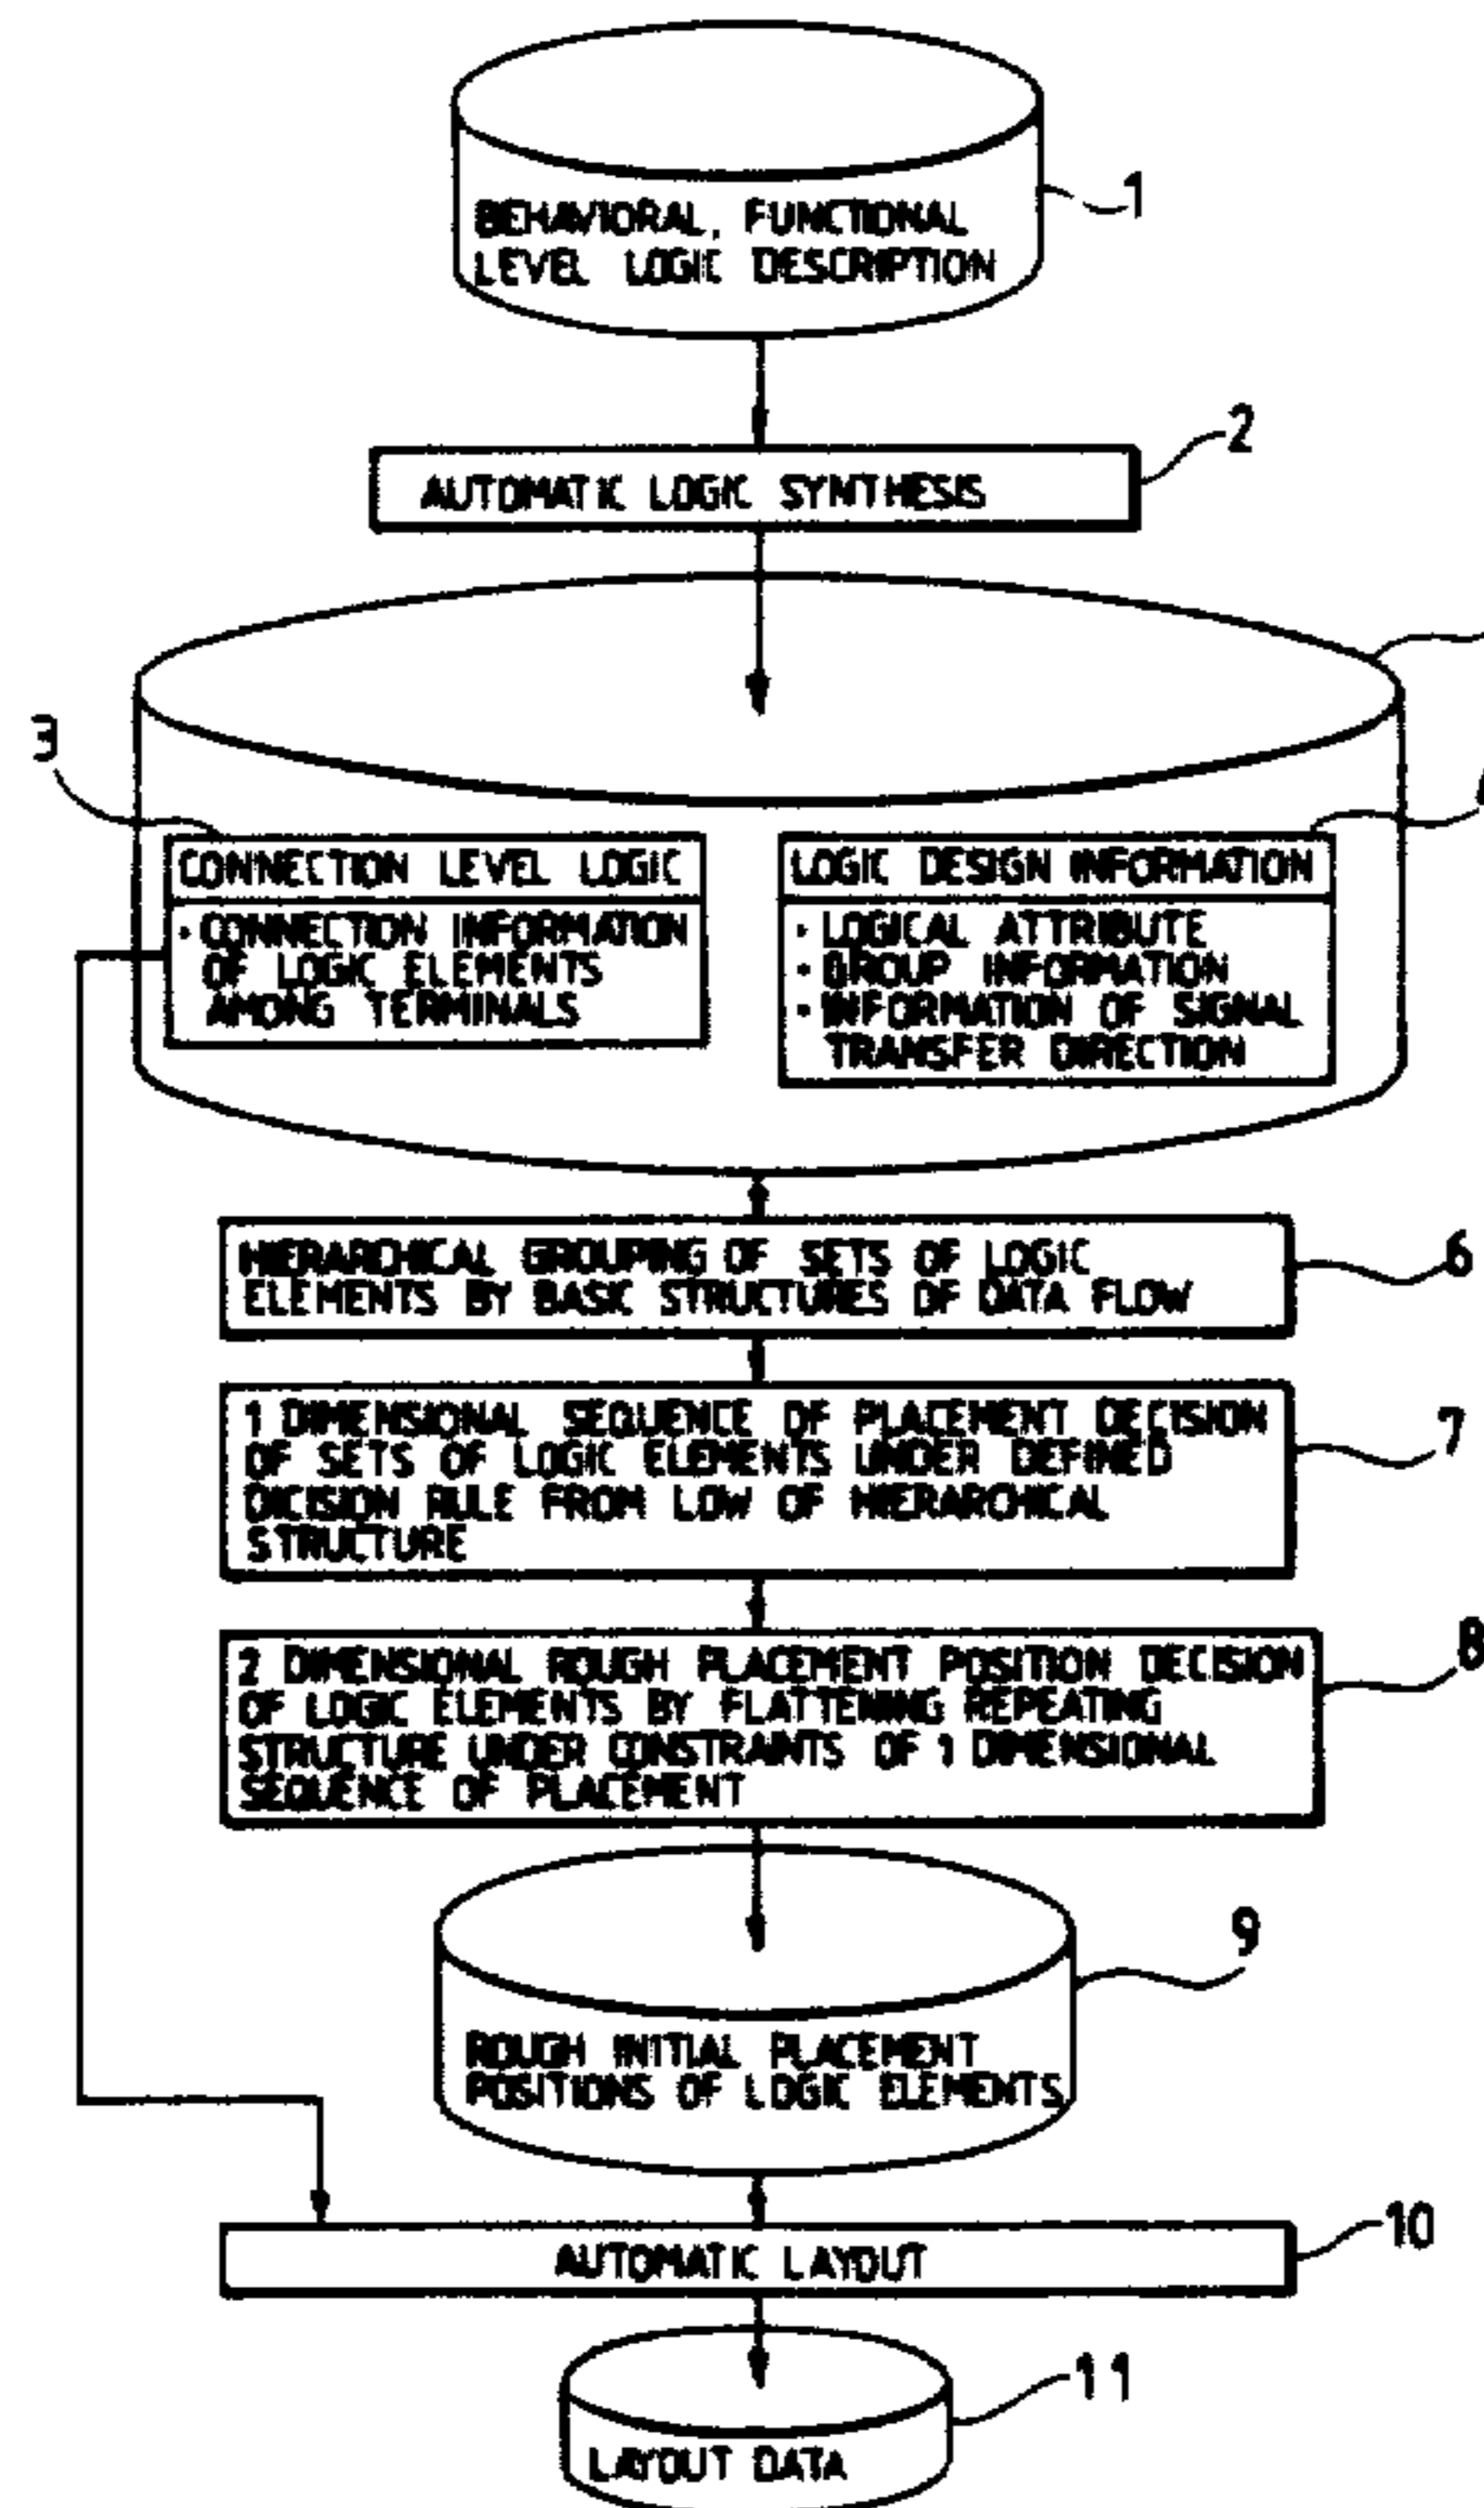 BEHAVIORAL, FUNCTIONAL
LEVEL LOGIC DESCRIPTION
1
AUTOMATIC LOGIC SYNTHESIS
2
3
CONNECTION LEVEL LOGIC
• CONNECTION INFORMATION
OF LOGIC ELEMENTS
AMONG TERMINALS
LOGIC DESIGN INFORMATION
• LOGICAL ATTRIBUTE
• GROUP INFORMATION
• INFORMATION OF SIGNAL
TRANSFER DIRECTION
HIERARCHICAL GROUPING OF SETS OF LOGIC
ELEMENTS BY BASIC STRUCTURES OF DATA FLOW
6
1 DIMENSIONAL SEQUENCE OF PLACEMENT DECISION
OF SETS OF LOGIC ELEMENTS UNDER DEFINED
DICISION RULE FROM LOW OF HIERARCHICAL
STRUCTURE
7
2 DIMENSIONAL ROUGH PLACEMENT POSITION DECISION
OF LOGIC ELEMENTS BY FLATTENING REPEATING
STRUCTURE UNDER CONSTRAINTS OF 1 DIMENSIONAL
SEQUENCE OF PLACEMENT
8
9
ROUGH INITIAL PLACEMENT
POSITIONS OF LOGIC ELEMENTS
AUTOMATIC LAYOUT
10
11
LAYOUT DATA